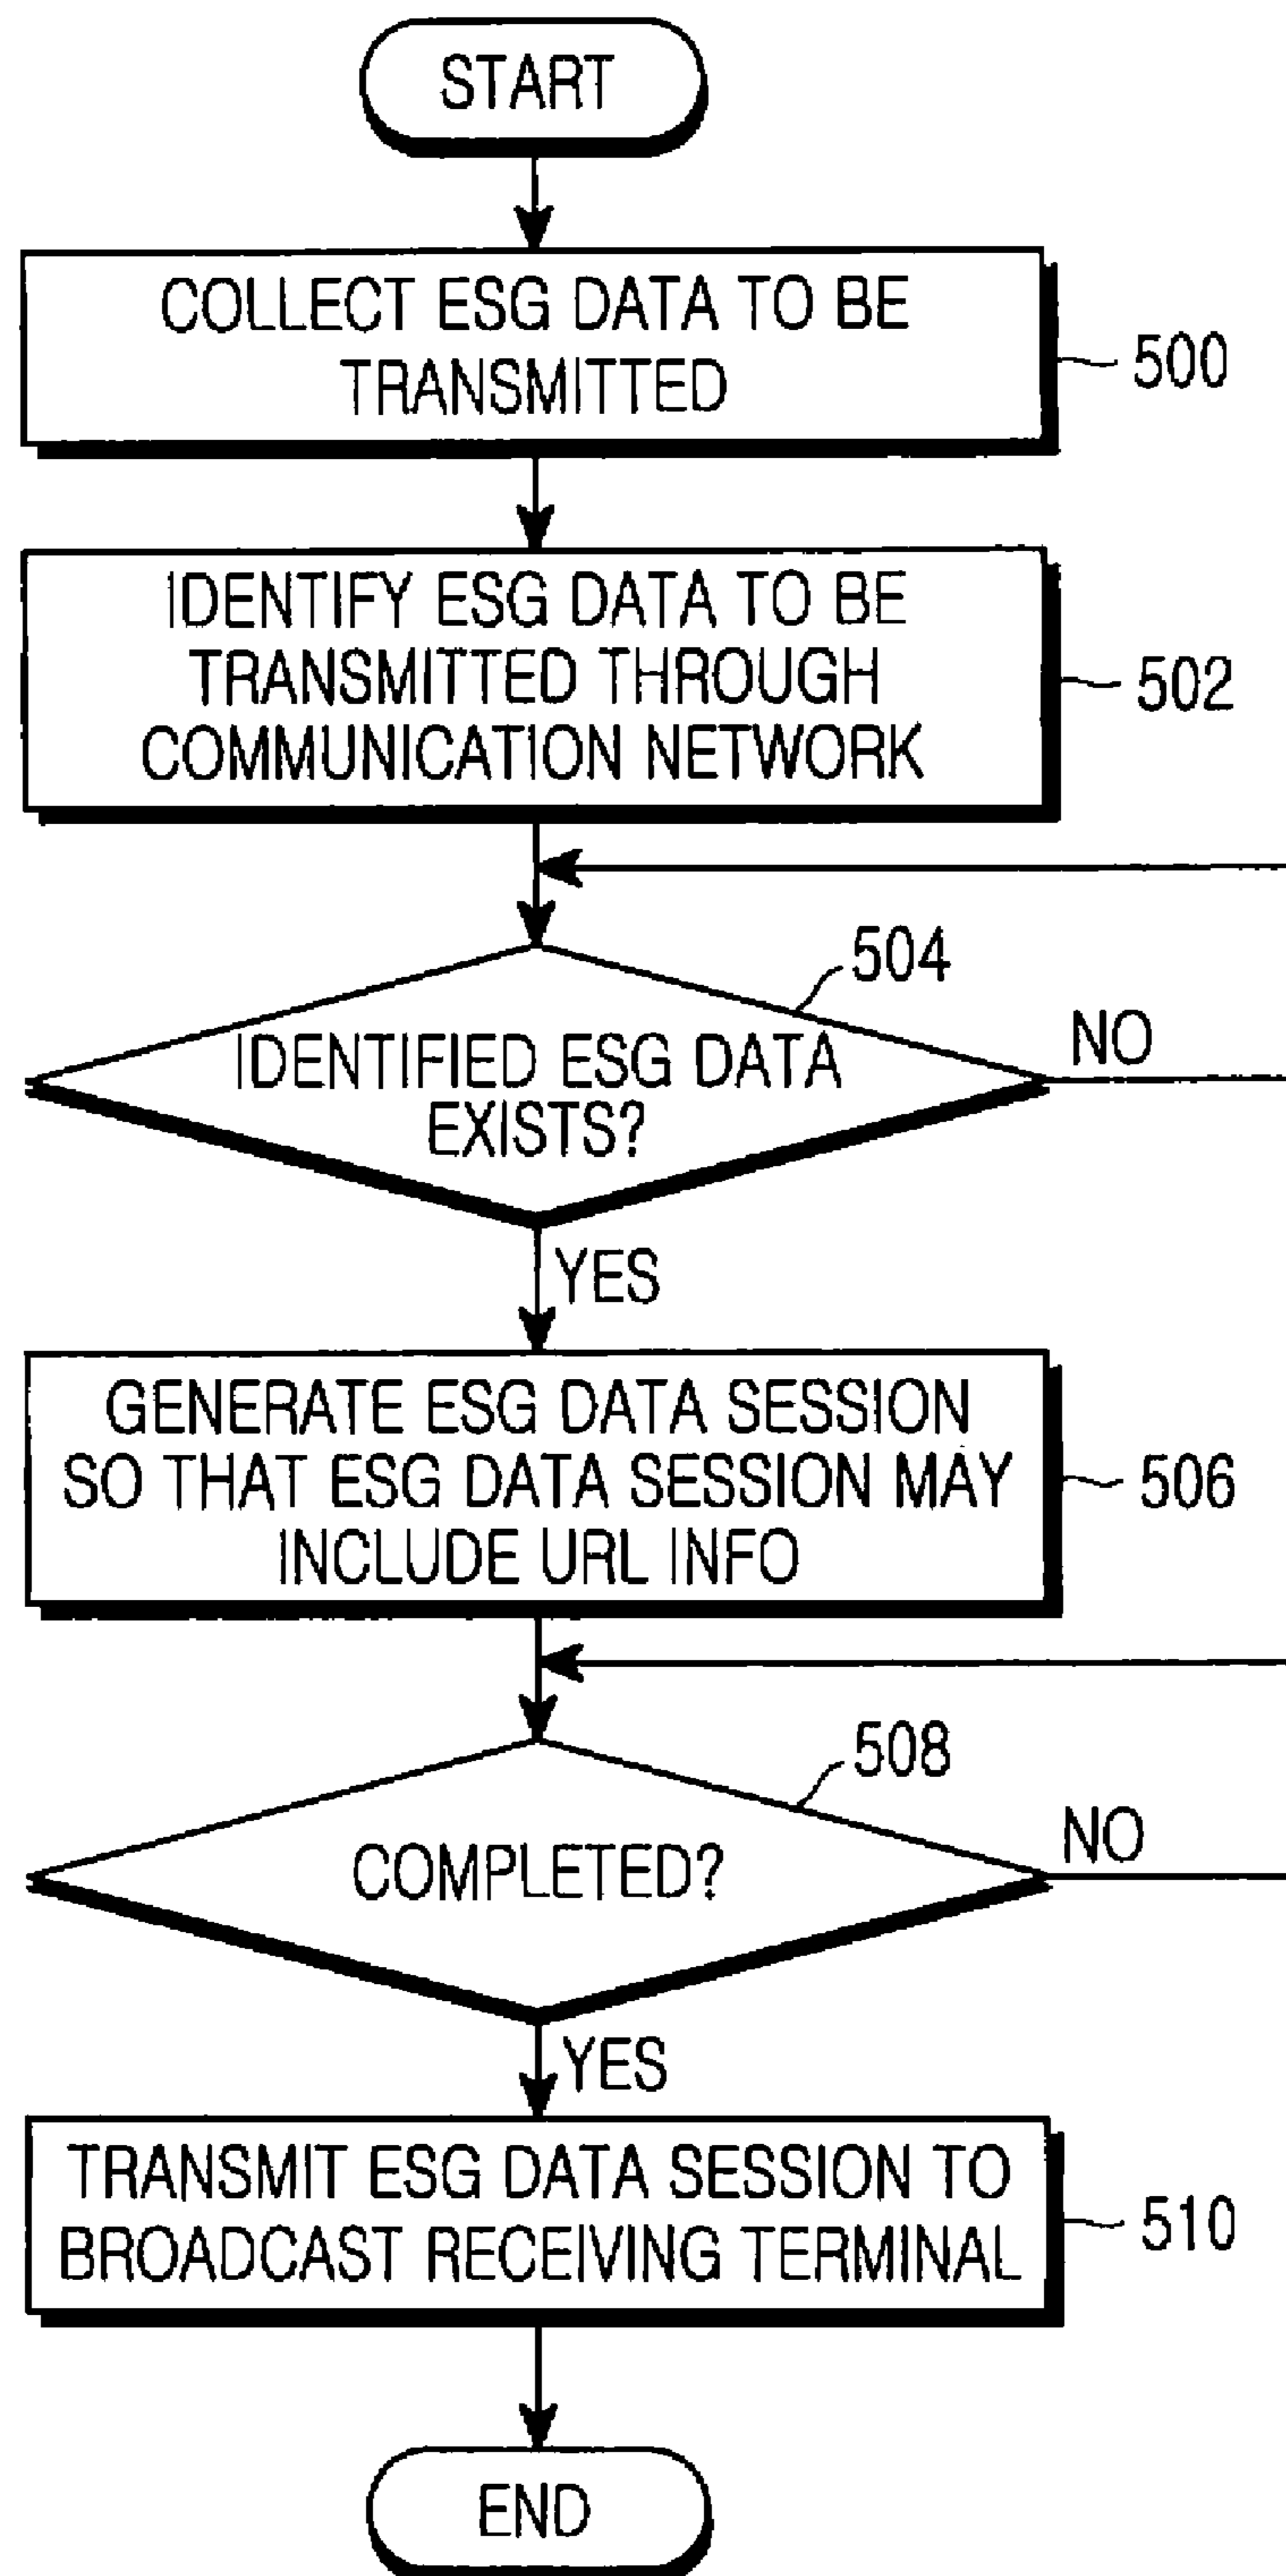 START
COLLECT ESG DATA TO BE
TRANSMITTED
500
IDENTIFY ESG DATA TO BE
TRANSMITTED THROUGH
COMMUNICATION NETWORK
502
504
IDENTIFIED ESG DATA
EXISTS?
NO
YES
GENERATE ESG DATA SESSION
SO THAT ESG DATA SESSION MAY
INCLUDE URL INFO
506
508
COMPLETED?
NO
YES
TRANSMIT ESG DATA SESSION TO
BROADCAST RECEIVING TERMINAL
510
END